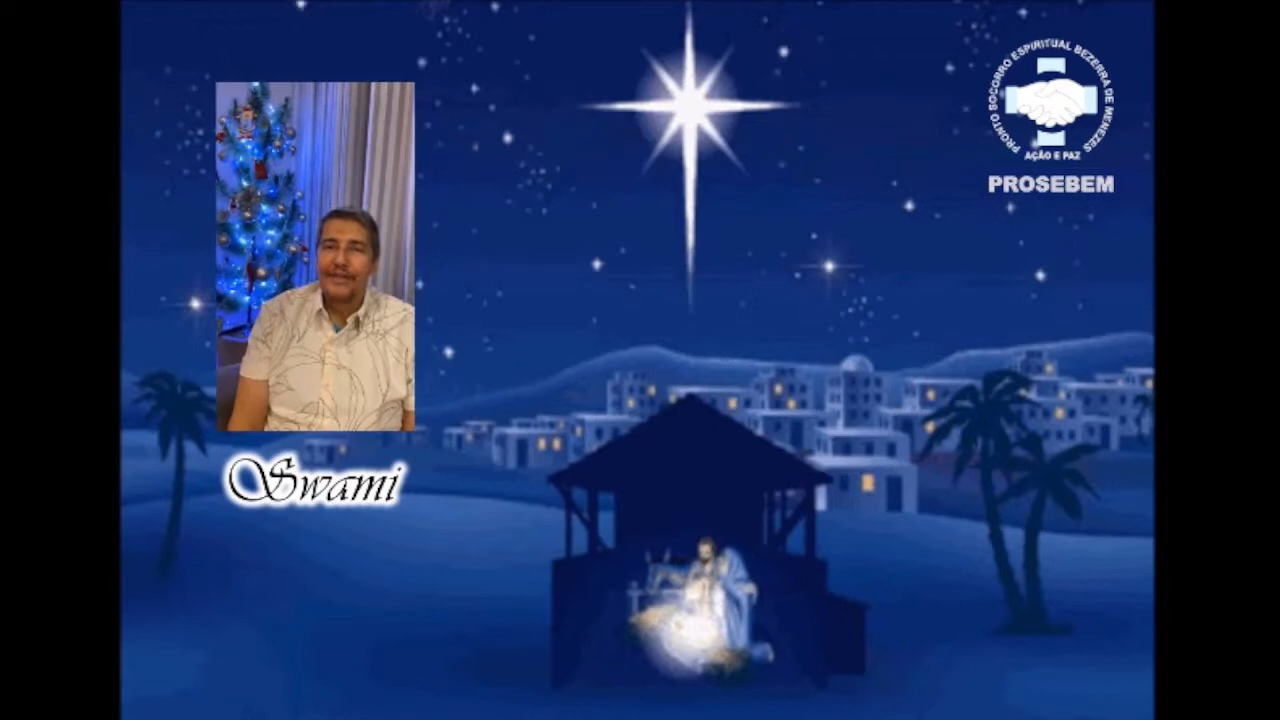 PRONTO SOCORRO ESPIRITUAL BEZERRA DE MENEZES
AÇÃO E PAZ
PROSEBEM
Swami